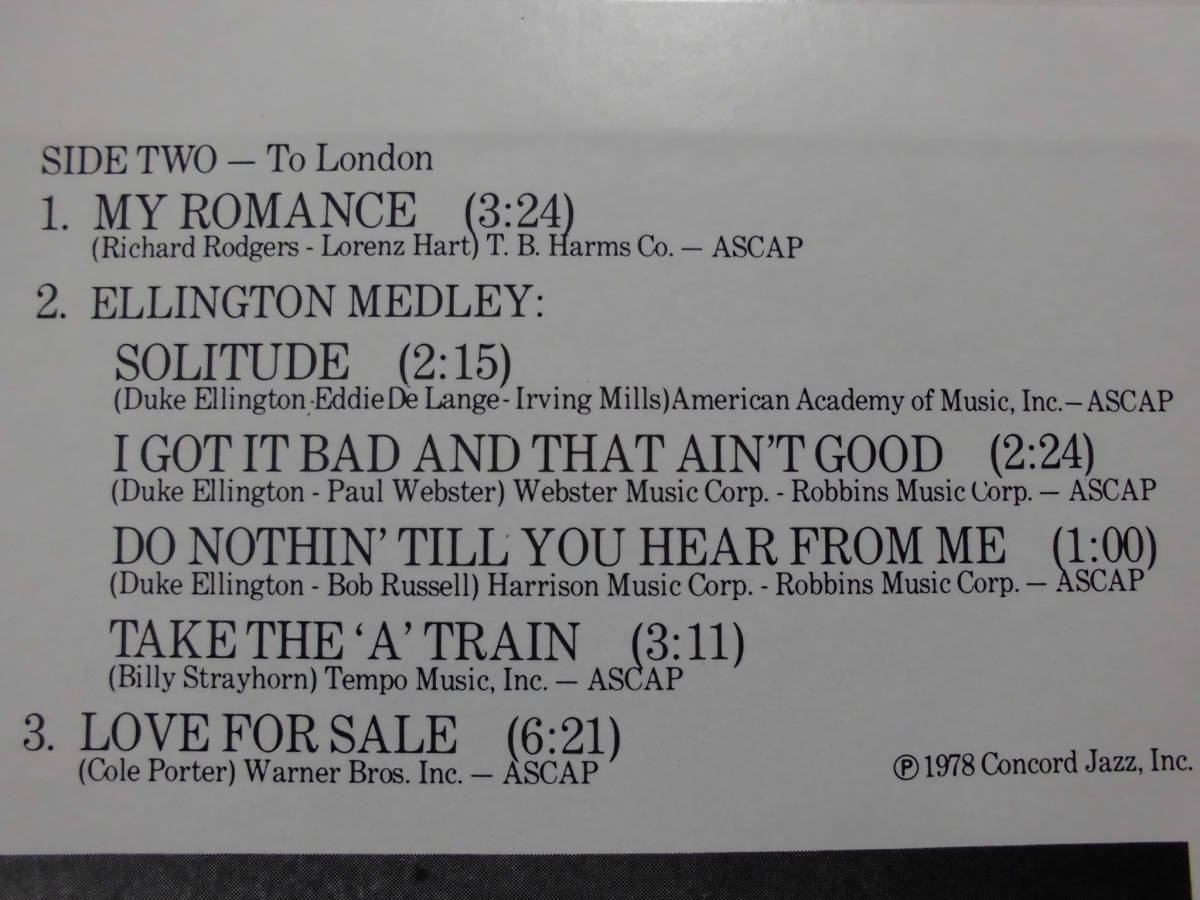 SIDE TWO — To London
1. MY ROMANCE (3:24)
(Richard Rodgers - Lorenz Hart) T. B. Harms Co. — ASCAP
2. ELLINGTON MEDLEY:
SOLITUDE (2:15)
(Duke Ellington-Eddie De Lange- Irving Mills)American Academy of Music, Inc.—ASCAP
I GOT IT BAD AND THAT AIN'T GOOD (2:24)
(Duke Ellington - Paul Webster) Webster Music Corp. - Robbins Music Corp. — ASCAP
DO NOTHIN' TILL YOU HEAR FROM ME (1:00)
(Duke Ellington - Bob Russell) Harrison Music Corp. - Robbins Music Corp. — ASCAP
TAKE THE 'A' TRAIN (3:11)
(Billy Strayhorn) Tempo Music, Inc. — ASCAP
3. LOVE FOR SALE (6:21)
(Cole Porter) Warner Bros. Inc. — ASCAP
℗1978 Concord Jazz, Inc.